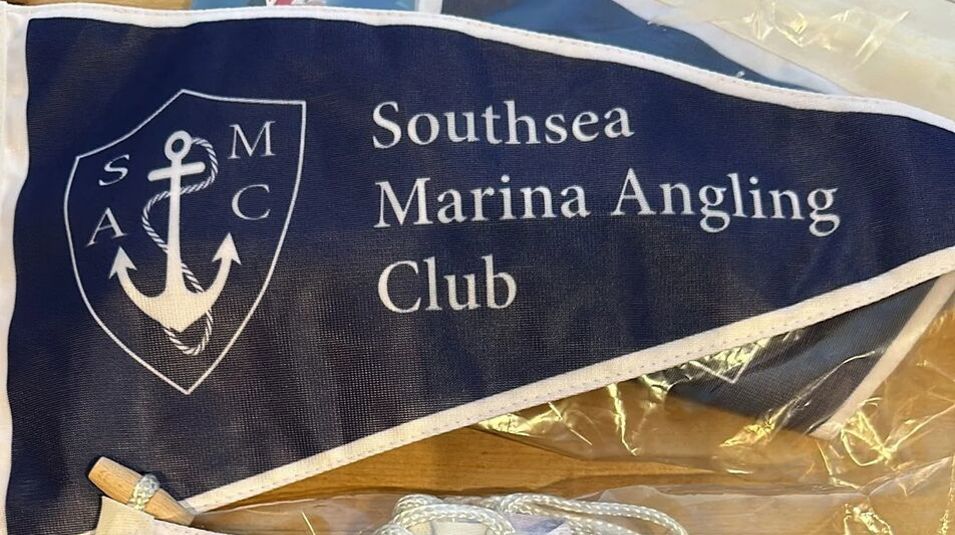 S M
A C
Southsea
Marina Angling
Club